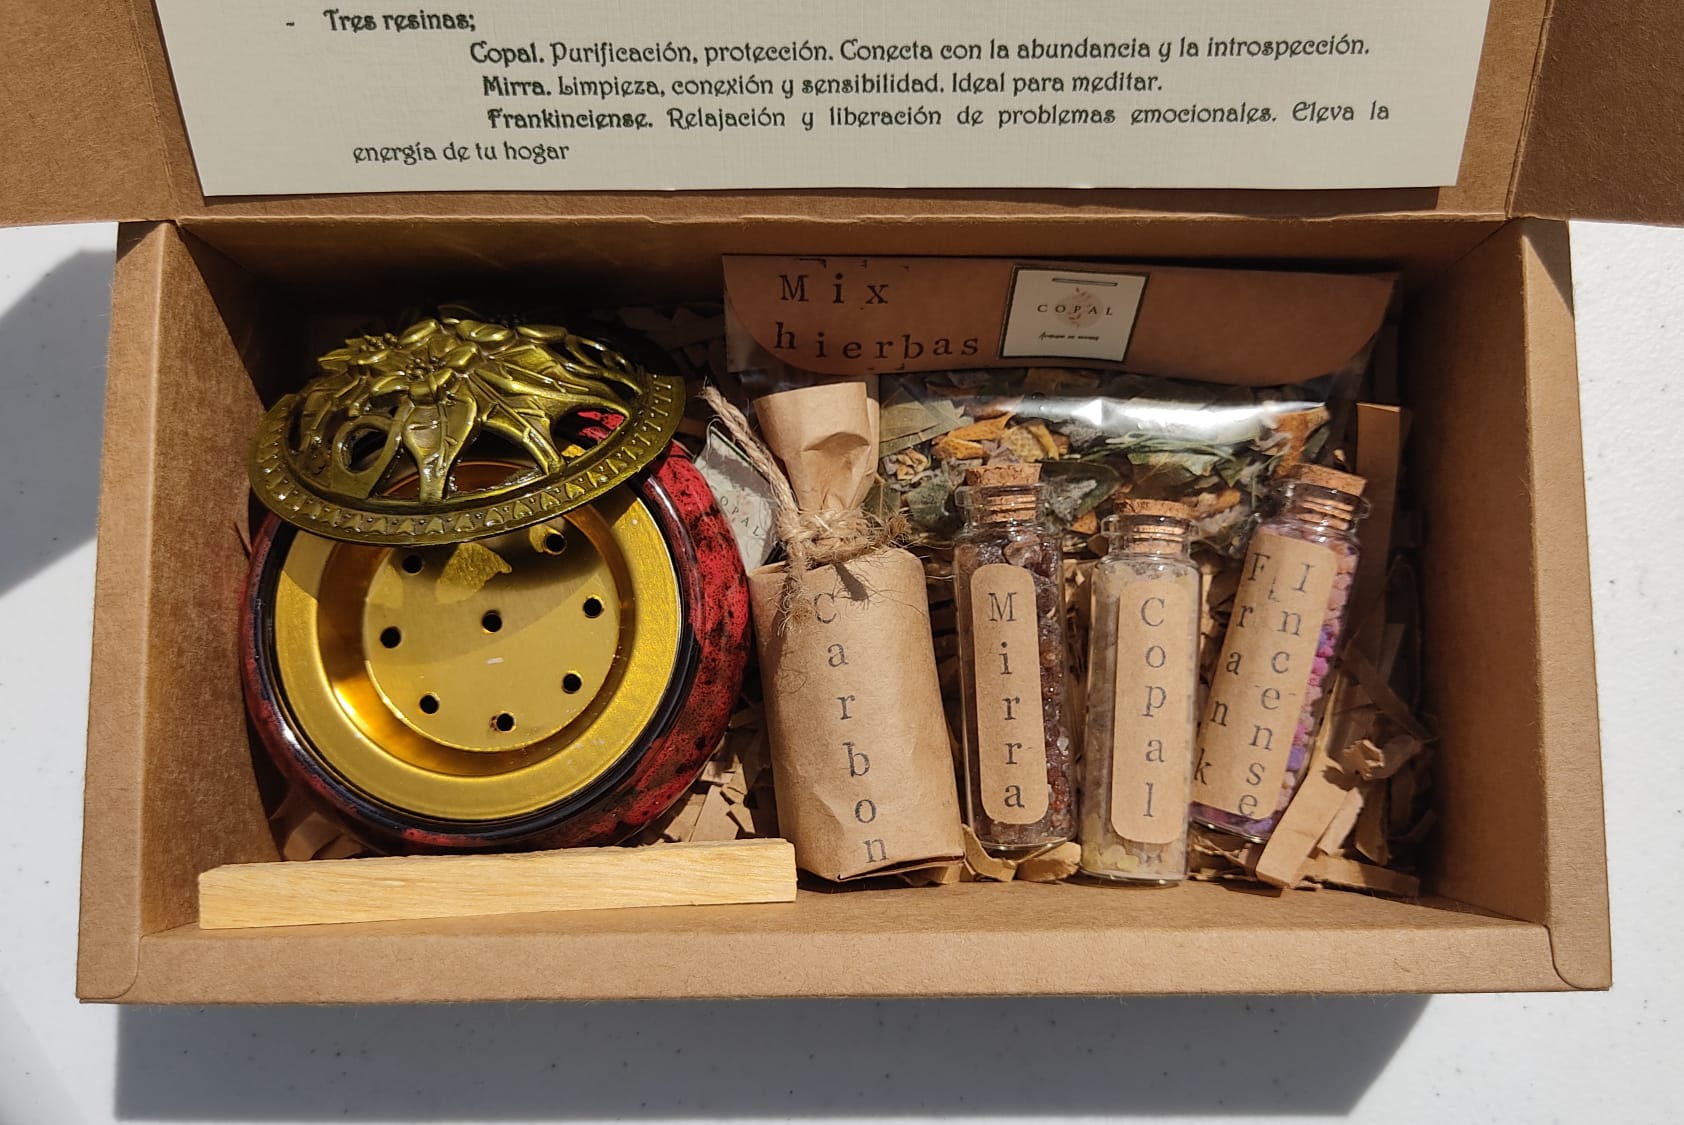 - Tres resinas;
Copal. Purificación, protección. Conecta con la abundancia y la introspección.
Mirra. Limpieza, conexión y sensibilidad. Ideal para meditar.
Frankinciense. Relajación y liberación de problemas emocionales. Eleva la
energía de tu hogar
Mix
hierbas
COPAL
COPAL
Carbon
Mirra
Copal
Frank
Incense